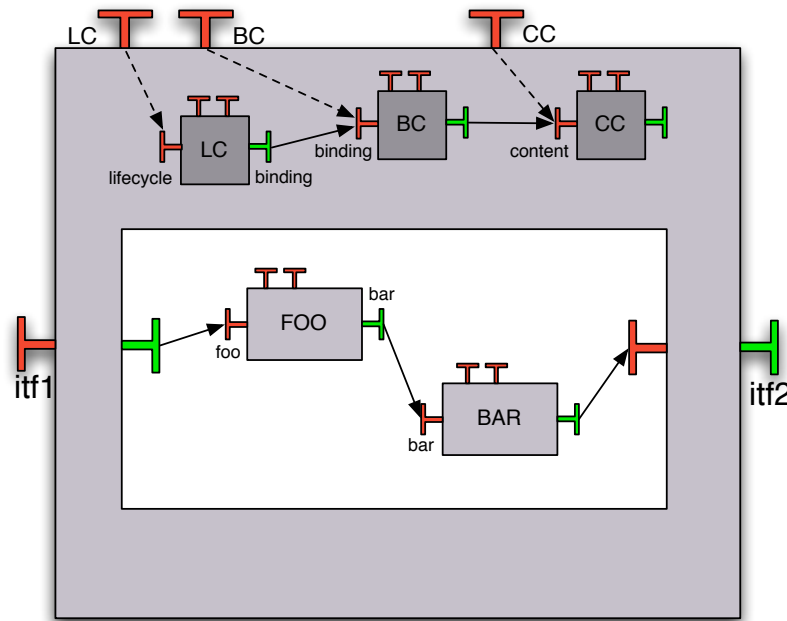 LC
BC
CC
LC
BC
CC
lifecycle
binding
binding
content
FOO
foo
bar
BAR
bar
itf1
itf2